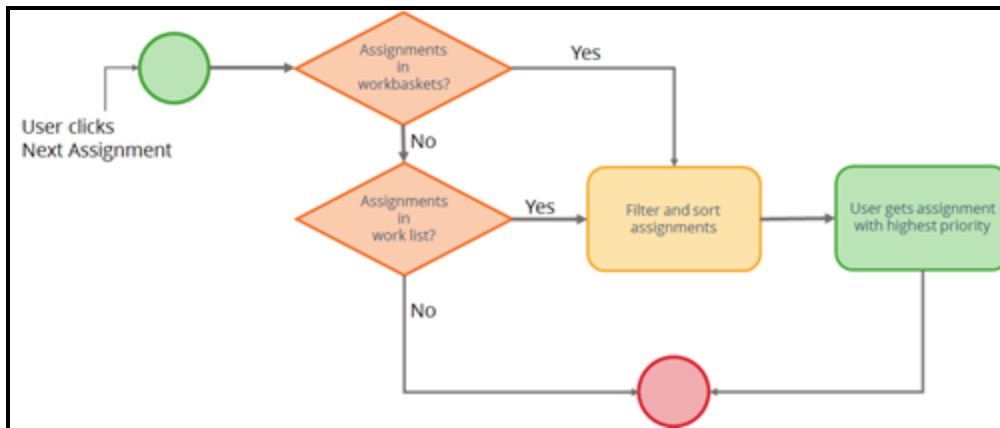 Assignments
in
workbaskets?
Yes
User clicks
Next Assignment
No
Assignments
in
work list?
Yes
Filter and sort
assignments
User gets assignment
with highest priority
No